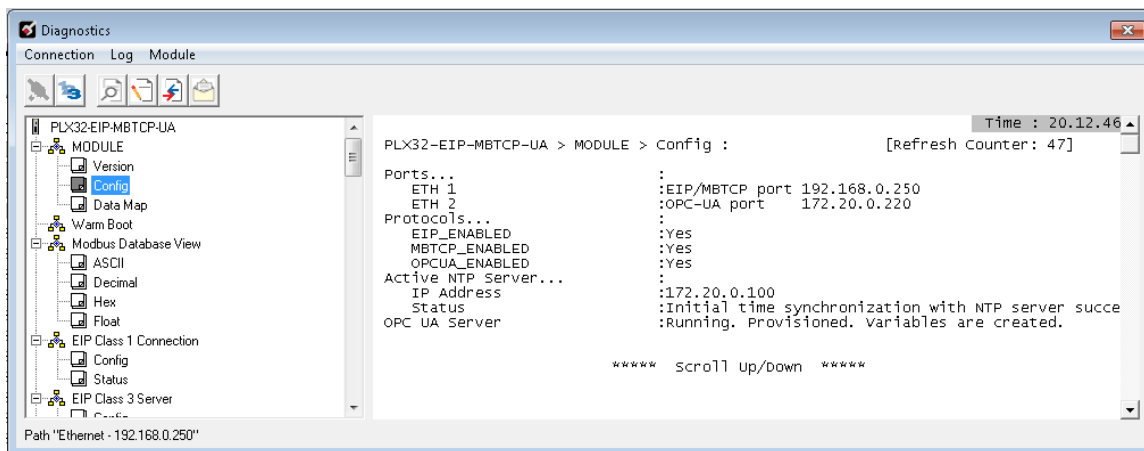 Diagnostics
Connection Log Module
PLX32-EIP-MBTCP-UA
MODULE
Version
Config
Data Map
Warm Boot
Modbus Database View
ASCII
Decimal
Hex
Float
EIP Class 1 Connection
Config
Status
EIP Class 3 Server
Config
Time : 20.12.46
PLX32-EIP-MBTCP-UA > MODULE > Config : [Refresh Counter: 47]
Ports... :
ETH 1 :EIP/MBTCP port 192.168.0.250
ETH 2 :OPC-UA port 172.20.0.220
Protocols... :
EIP_ENABLED :Yes
MBTCP_ENABLED :Yes
OPCUA_ENABLED :Yes
Active NTP Server... :
IP Address :172.20.0.100
Status :Initial time synchronization with NTP server succe
OPC UA Server :Running. Provisioned. Variables are created.
***** Scroll Up/Down *****
Path "Ethernet - 192.168.0.250"